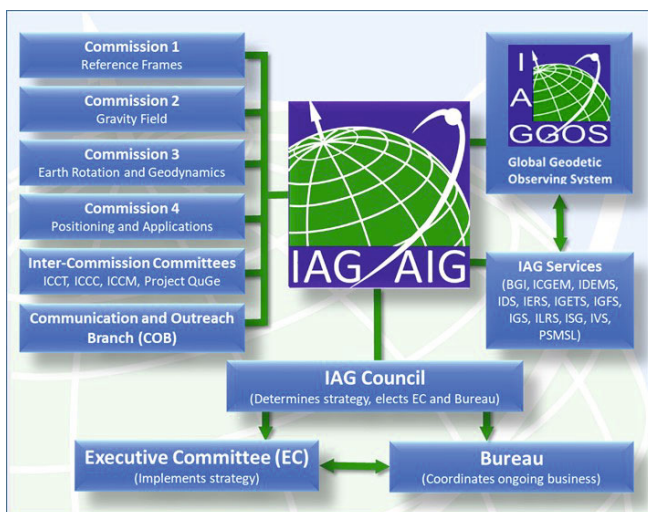 Commission 1
Reference Frames
Commission 2
Gravity Field
Commission 3
Earth Rotation and Geodynamics
Commission 4
Positioning and Applications
Inter-Commission Committees
ICCT, ICCC, ICCM, Project QuGe
Communication and Outreach
Branch (COB)
IAG AIG
I
A
GGOS
Global Geodetic
Observing System
IAG Services
(BGI, ICGEM, IDEMS,
IDS, IERS, IGETS, IGFS,
IGS, ILRS, ISG, IVS,
PSMSL)
IAG Council
(Determines strategy, elects EC and Bureau)
Executive Committee (EC)
(Implements strategy)
Bureau
(Coordinates ongoing business)